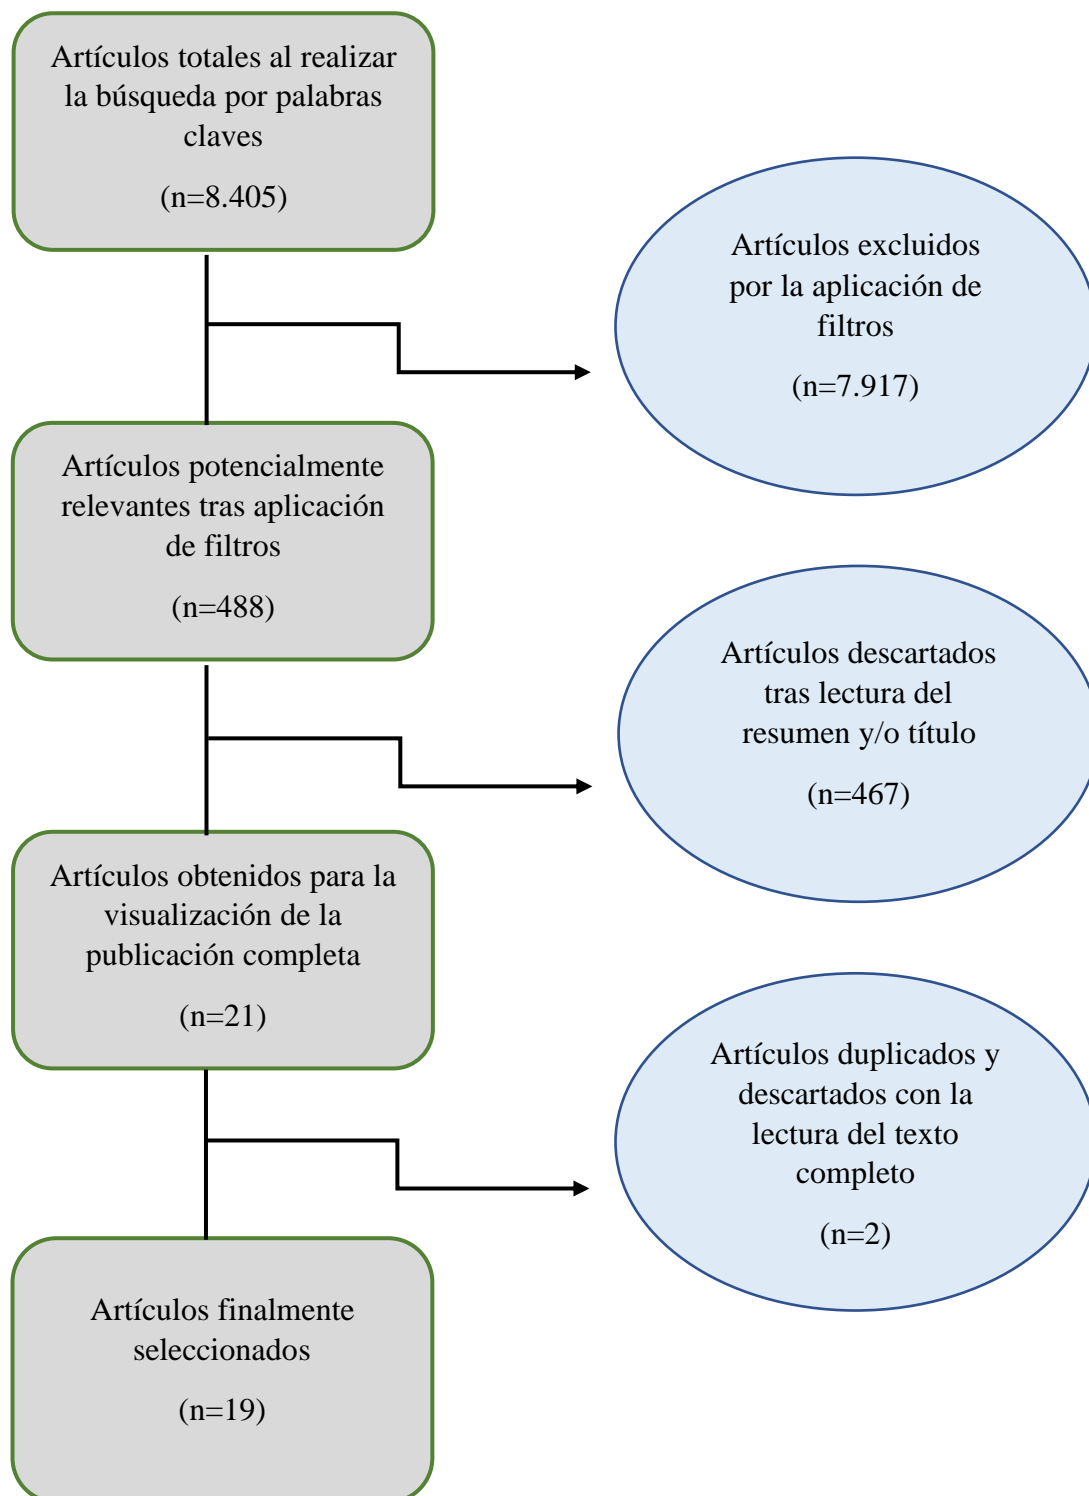 Artículos totales al realizar
la búsqueda por palabras
claves
(n=8.405)
Artículos excluidos
por la aplicación de
filtros
(n=7.917)
Artículos potencialmente
relevantes tras aplicación
de filtros
(n=488)
Artículos descartados
tras lectura del
resumen y/o título
(n=467)
Artículos obtenidos para la
visualización de la
publicación completa
(n=21)
Artículos duplicados y
descartados con la
lectura del texto
completo
(n=2)
Artículos finalmente
seleccionados
(n=19)